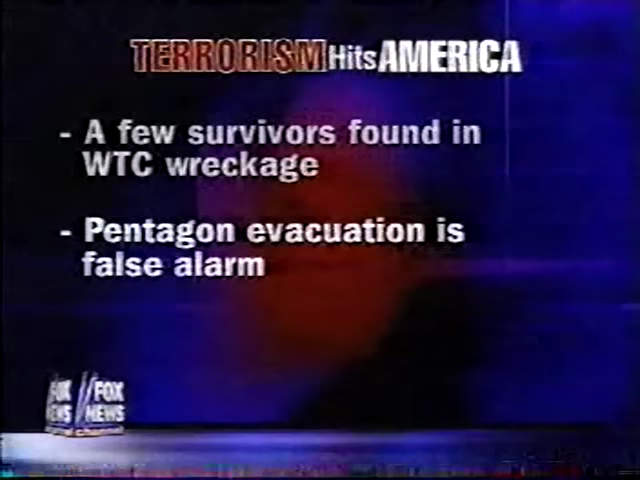 TERRORISM Hits AMERICA
- A few survivors found in
WTC wreckage
- Pentagon evacuation is
false alarm
FOX FOX
NEWS NEWS